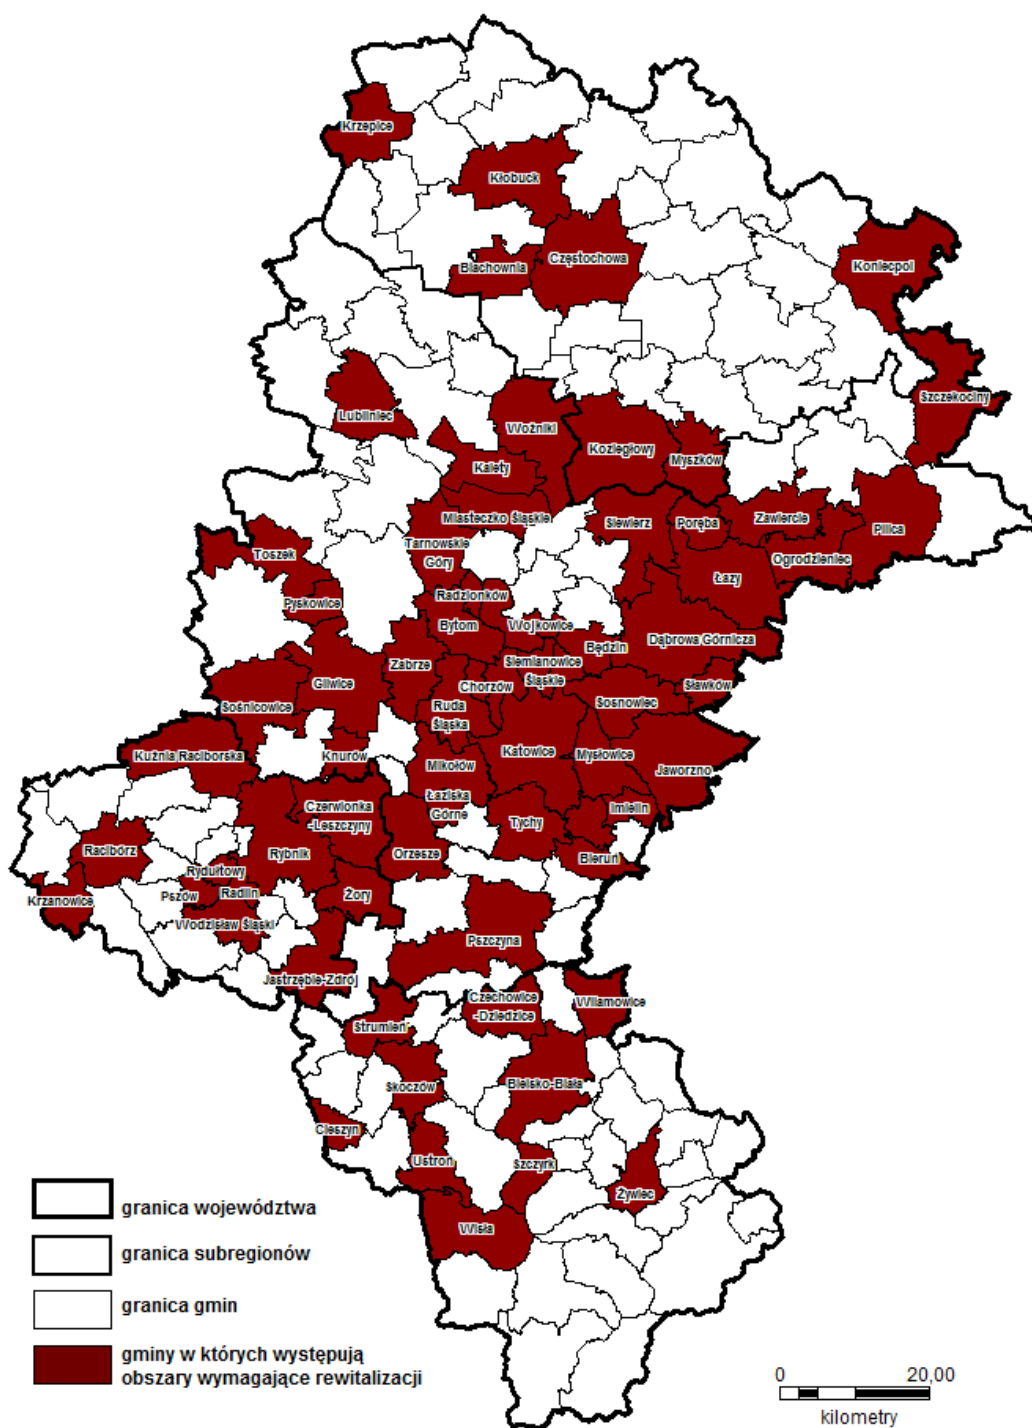 Krzepice
Kłobuck
Częstochowa
Blachownia
Koniecpol
Szczekociny
Lubliniec
Woźniki
Koziegłowy
Myszków
Kalety
Miasteczko Śląskie
Siewierz
Poręba
Zawiercie
Pilica
Tarnowskie
Góry
Toszek
Ogrodzieniec
Łazy
Pyskowice
Radzionków
Bytom
Wojkowice
Będzin
Dąbrowa Górnicza
Zabrze
Siemianowice
Śląskie
Gliwice
Chorzów
Sławków
Sośnicowice
Ruda
Śląska
Sosnowiec
Kuźnia Raciborska
Knurów
Katowice
Mysłowice
Mikołów
Jaworzno
Czerwionka
-Leszczyny
Łaziska
Górne
Tychy
Imielin
Racibórz
Rybnik
Orzesze
Bieruń
Rydułtowy
Krzanowice
Pszów
Radlin
Żory
Wodzisław Śląski
Pszczyna
Jastrzębie-Zdrój
Czechowice
-Dziedzice
Wilamowice
Strumień
Skoczów
Bielsko-Biała
Cieszyn
Ustroń
Szczyrk
Żywiec
Wisła
granica województwa
granica subregionów
granica gmin
gminy w których występują
obszary wymagające rewitalizacji
0 20,00
kilometry